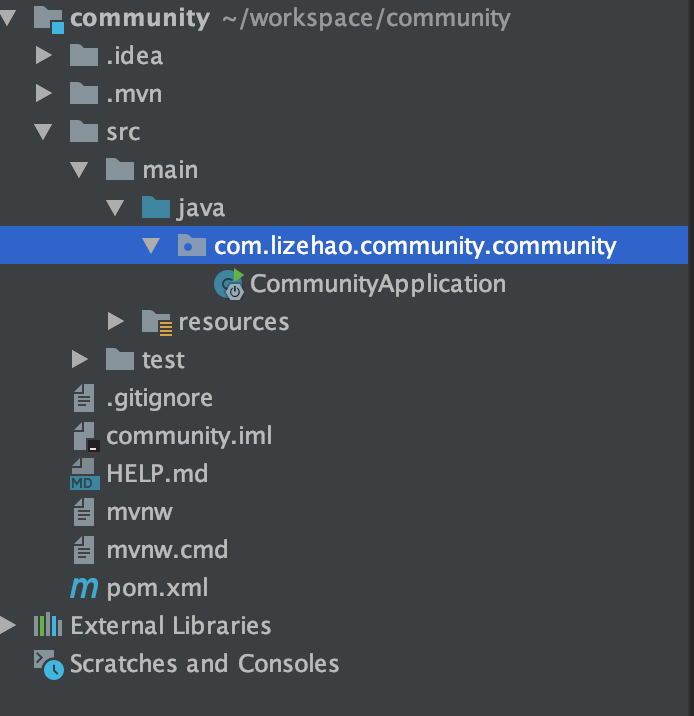 community ~/workspace/community
.idea
.mvn
src
main
java
com.lizehao.community.community
CommunityApplication
resources
test
.gitignore
community.iml
MD HELP.md
mvnw
mvnw.cmd
m pom.xml
External Libraries
Scratches and Consoles